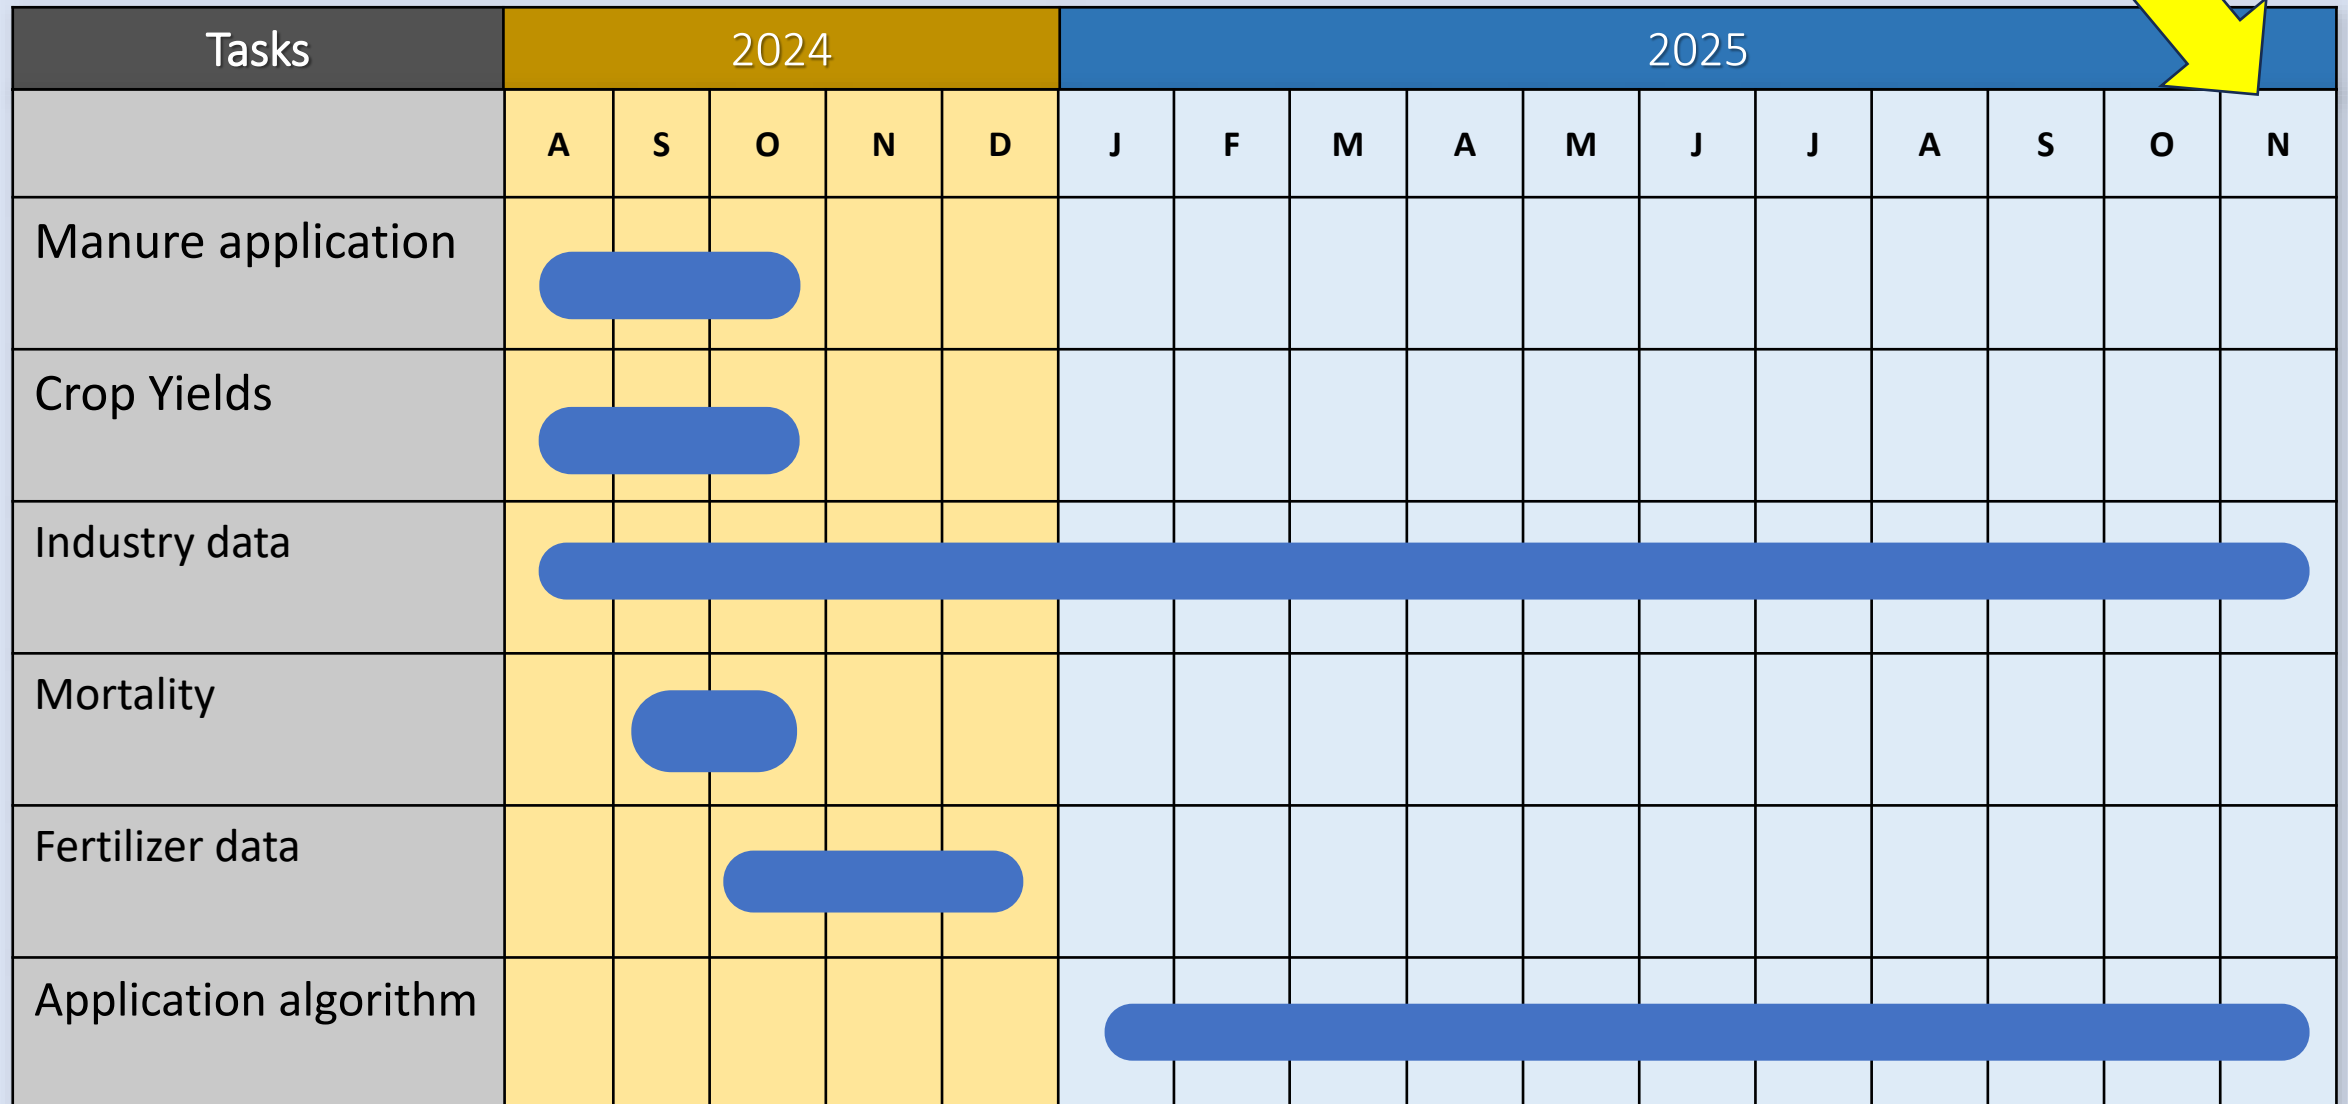 Tasks 2024 2025
A S O N D J F M A M J J A S O N
Manure application
Crop Yields
Industry data
Mortality
Fertilizer data
Application algorithm